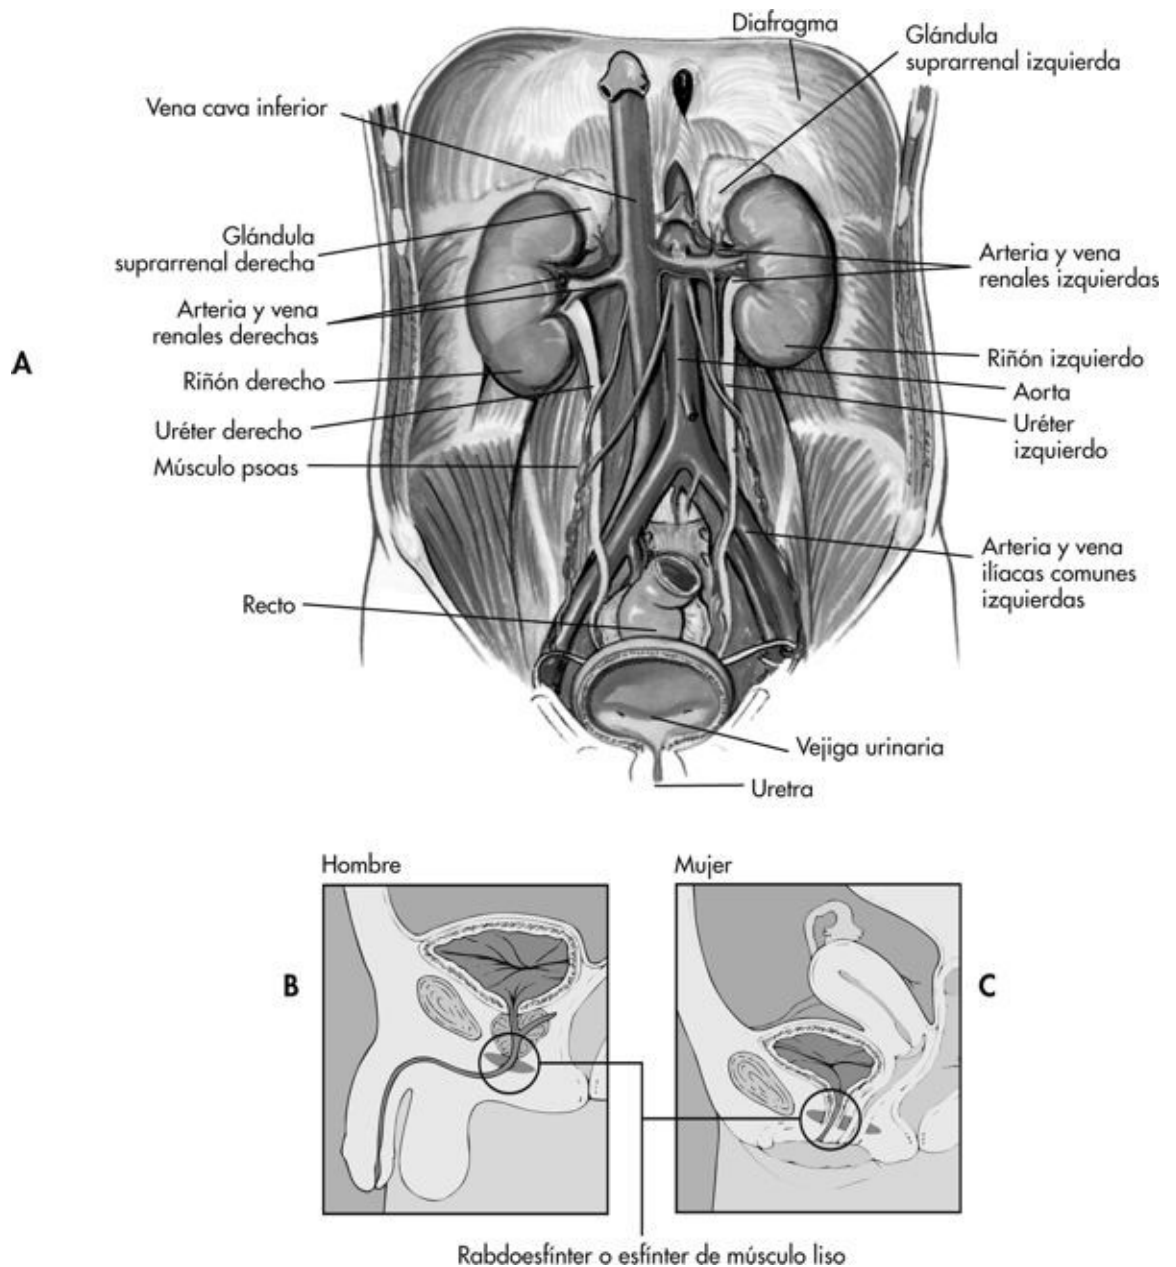 Diafragma
Glándula
suprarrenal izquierda
Vena cava inferior
Glándula
suprarrenal derecha
Arteria y vena
renales izquierdas
Arteria y vena
renales derechas
A
Riñón izquierdo
Riñón derecho
Aorta
Uréter derecho
Uréter
izquierdo
Músculo psoas
Arteria y vena
ilíacas comunes
izquierdas
Recto
Vejiga urinaria
Uretra
Hombre
Mujer
B
C
Rabdoesfínter o esfínter de músculo liso